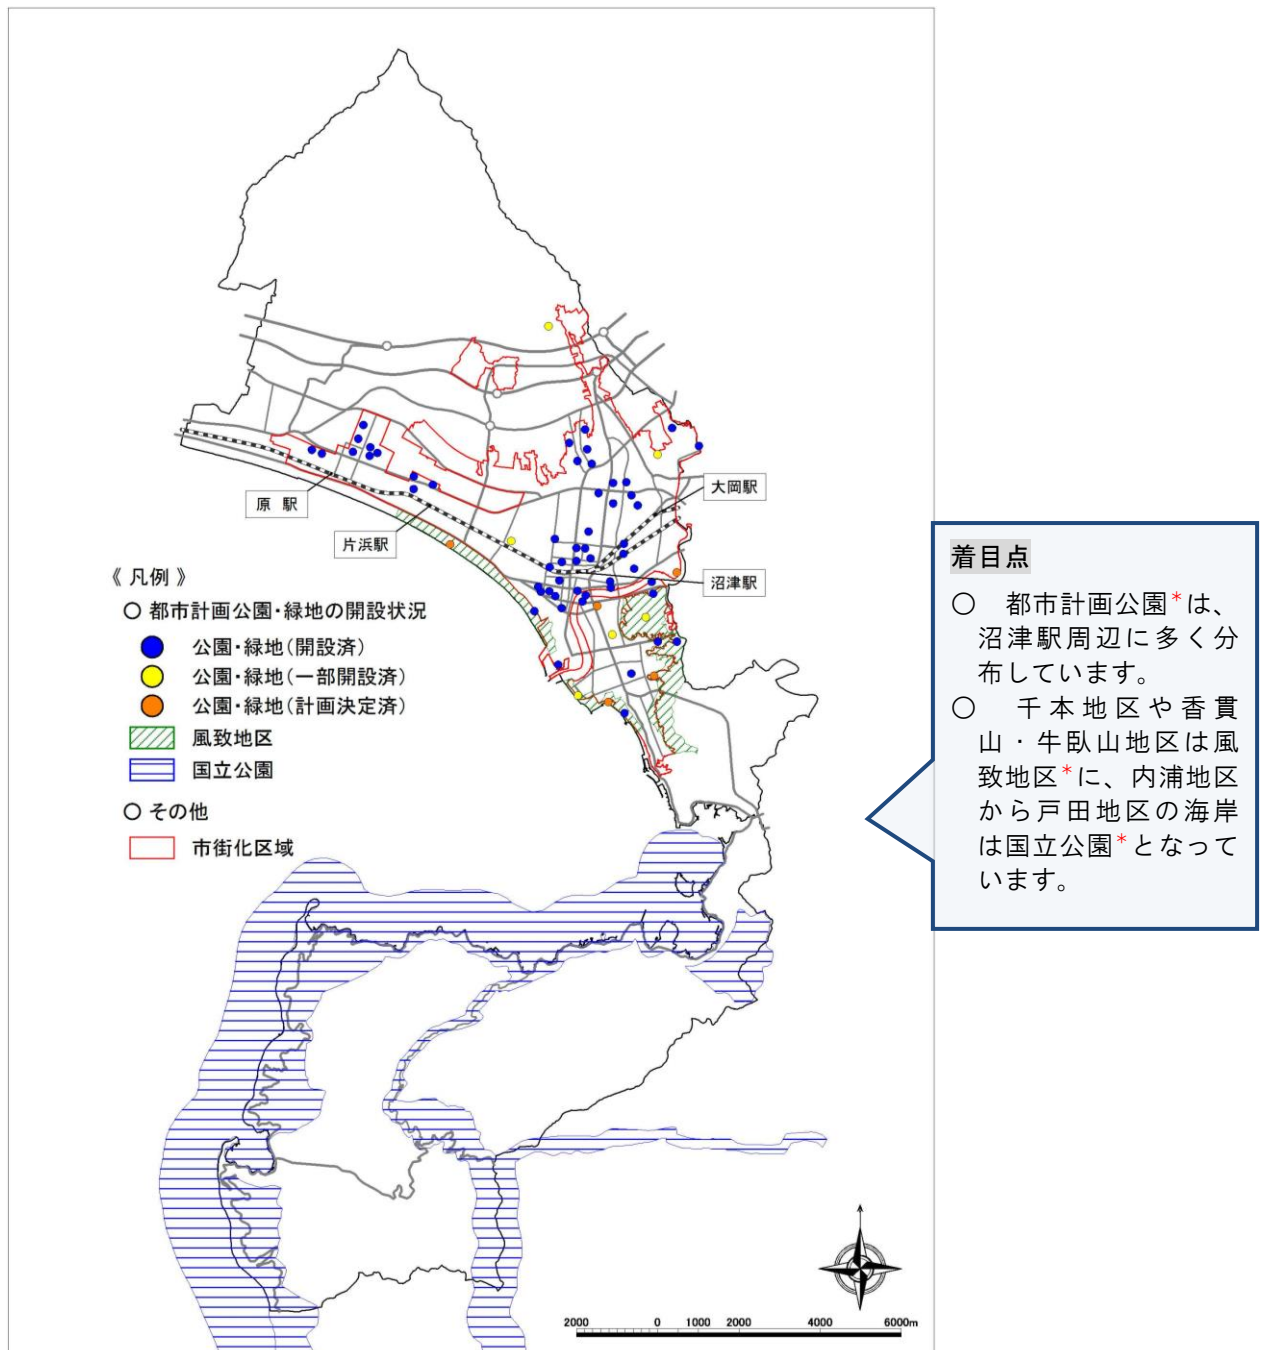 原 駅
片浜駅
大岡駅
沼津駅
《 凡例 》
○ 都市計画公園・緑地の開設状況
公園・緑地(開設済)
公園・緑地(一部開設済)
公園・緑地(計画決定済)
風致地区
国立公園
○ その他
市街化区域
着目点
○ 都市計画公園*は、
沼津駅周辺に多く分
布しています。
○ 千本地区や香貫
山・牛臥山地区は風
致地区*に、内浦地区
から戸田地区の海岸
は国立公園*となって
います。
2000 0 1000 2000 4000 6000m